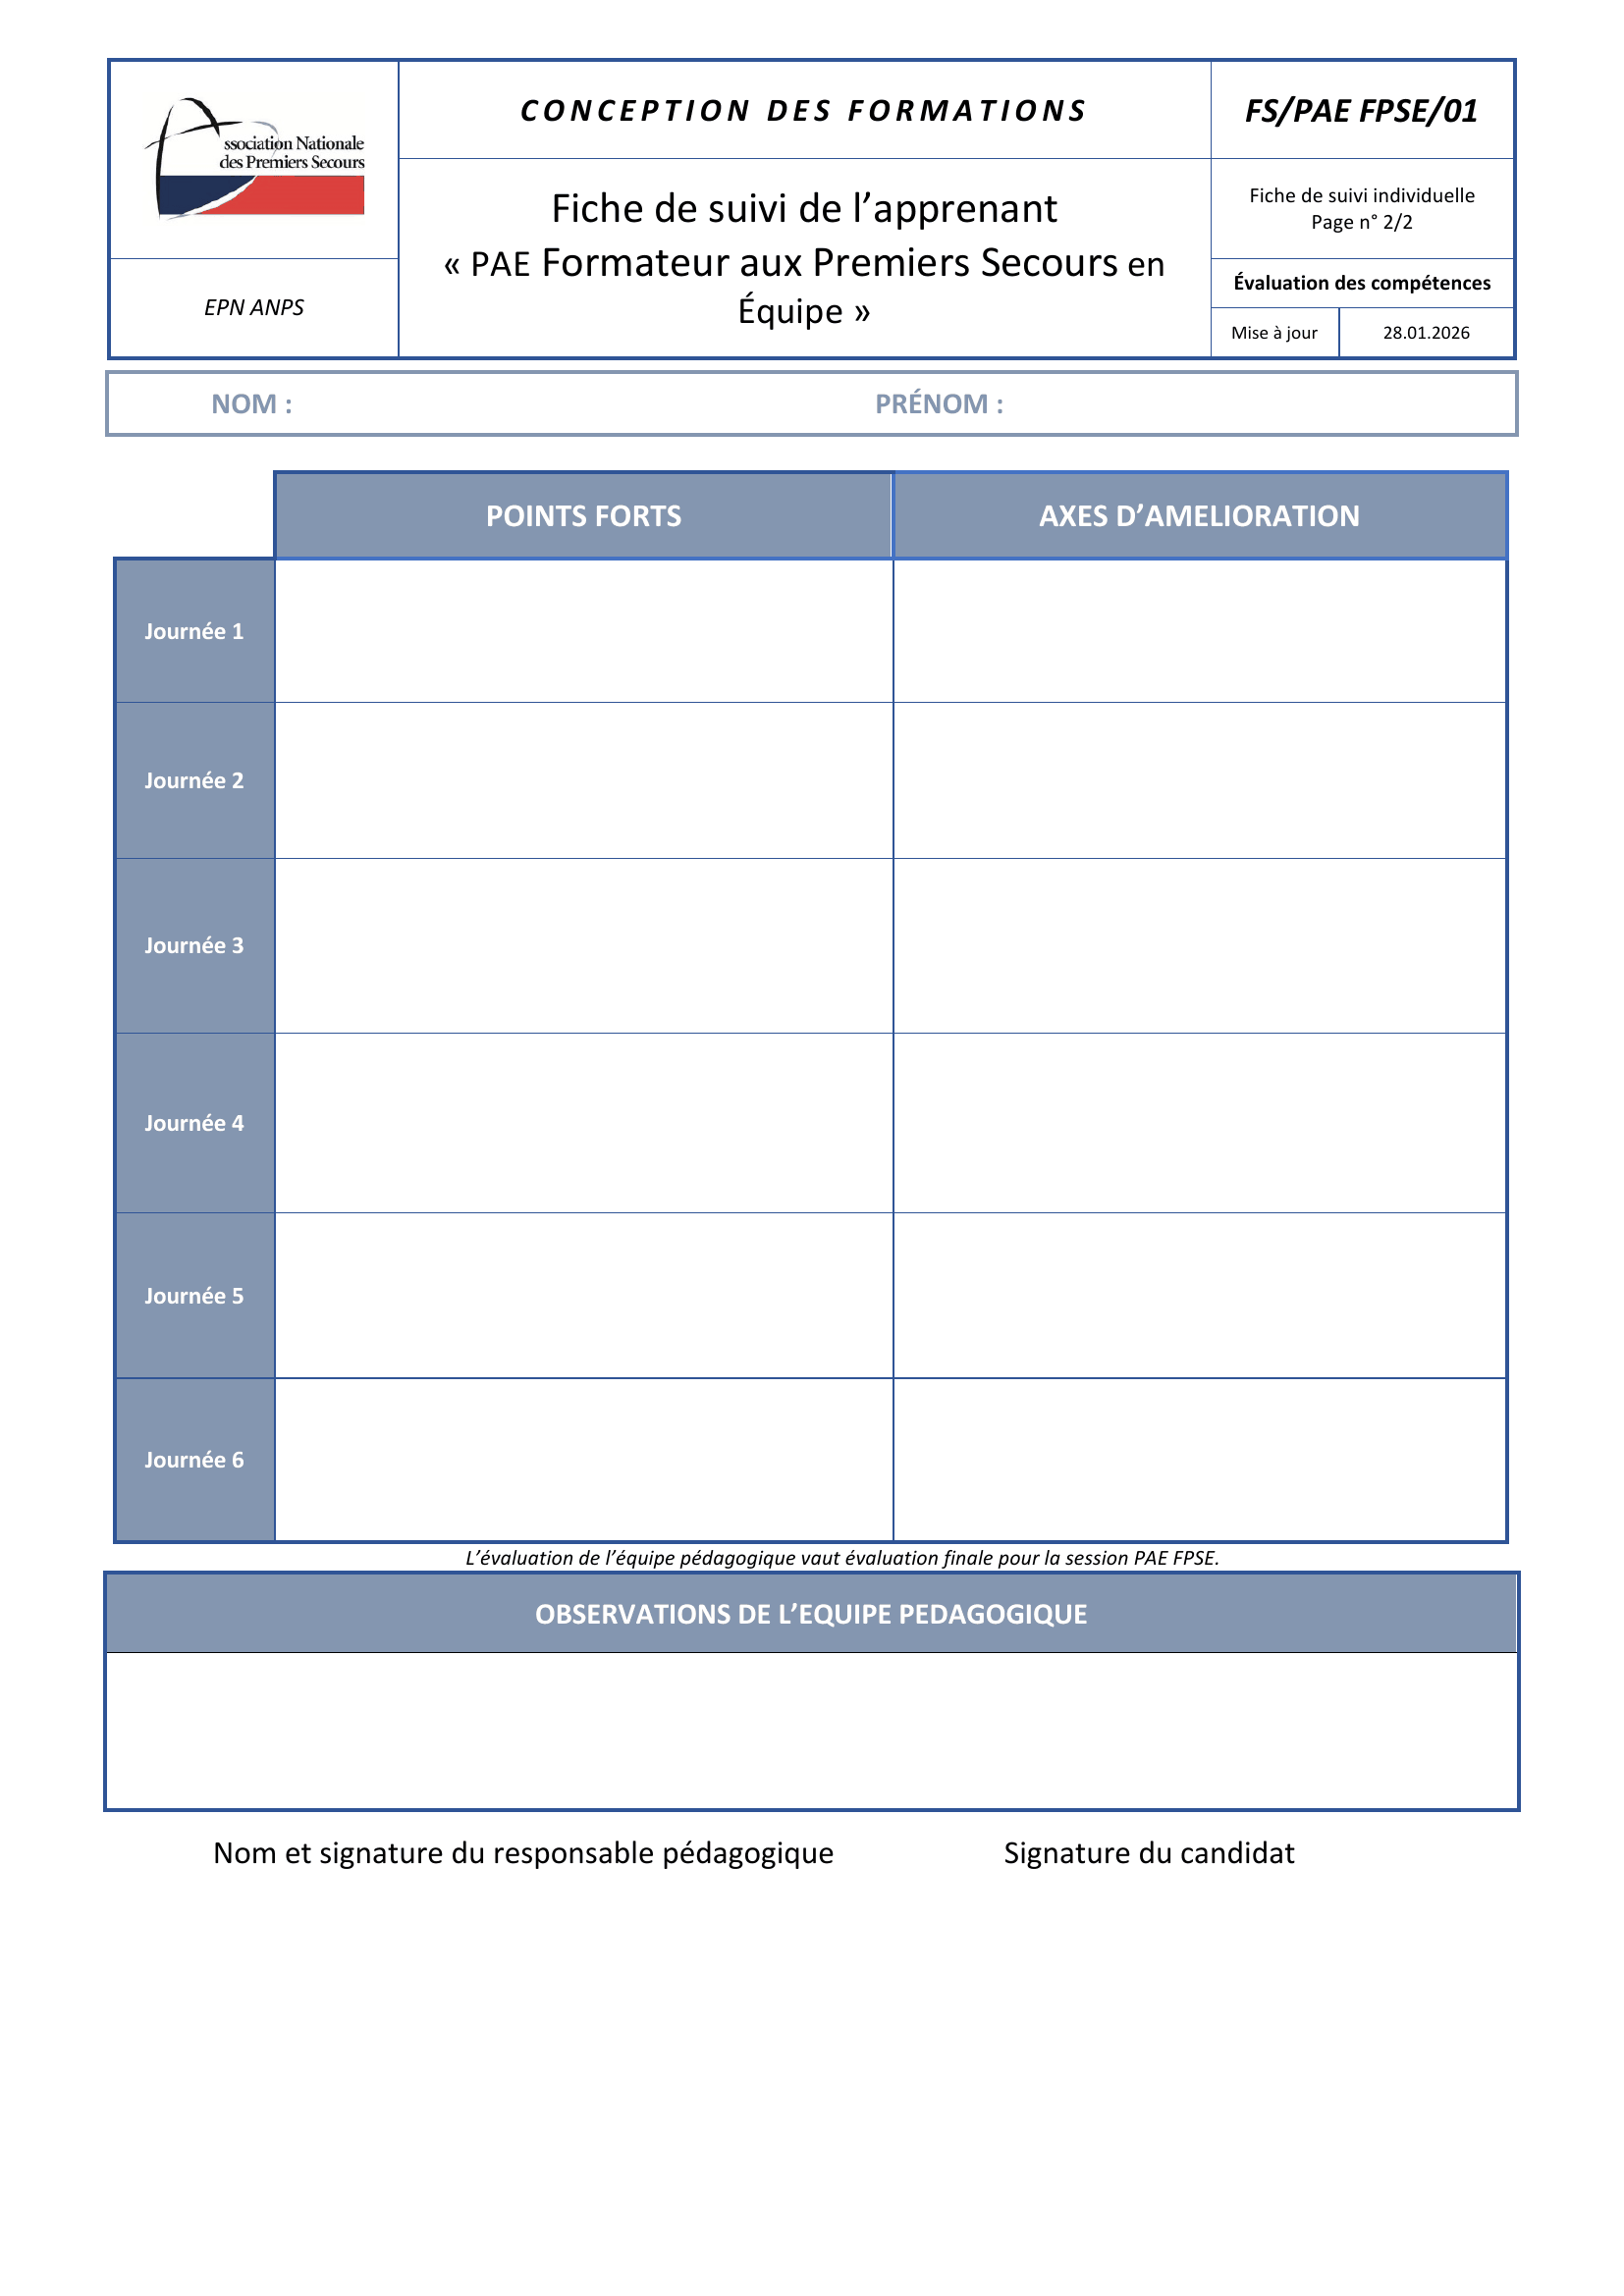 ssociation Nationale
des Premiers Secours
EPN ANPS
CONCEPTION DES FORMATIONS
Fiche de suivi de l’apprenant
« PAE Formateur aux Premiers Secours en
Équipe »
FS/PAE FPSE/01
Fiche de suivi individuelle
Page n° 2/2
Évaluation des compétences
Mise à jour 28.01.2026
NOM : PRÉNOM :
POINTS FORTS AXES D’AMELIORATION
Journée 1
Journée 2
Journée 3
Journée 4
Journée 5
Journée 6
L’évaluation de l’équipe pédagogique vaut évaluation finale pour la session PAE FPSE.
OBSERVATIONS DE L’EQUIPE PEDAGOGIQUE
Nom et signature du responsable pédagogique Signature du candidat